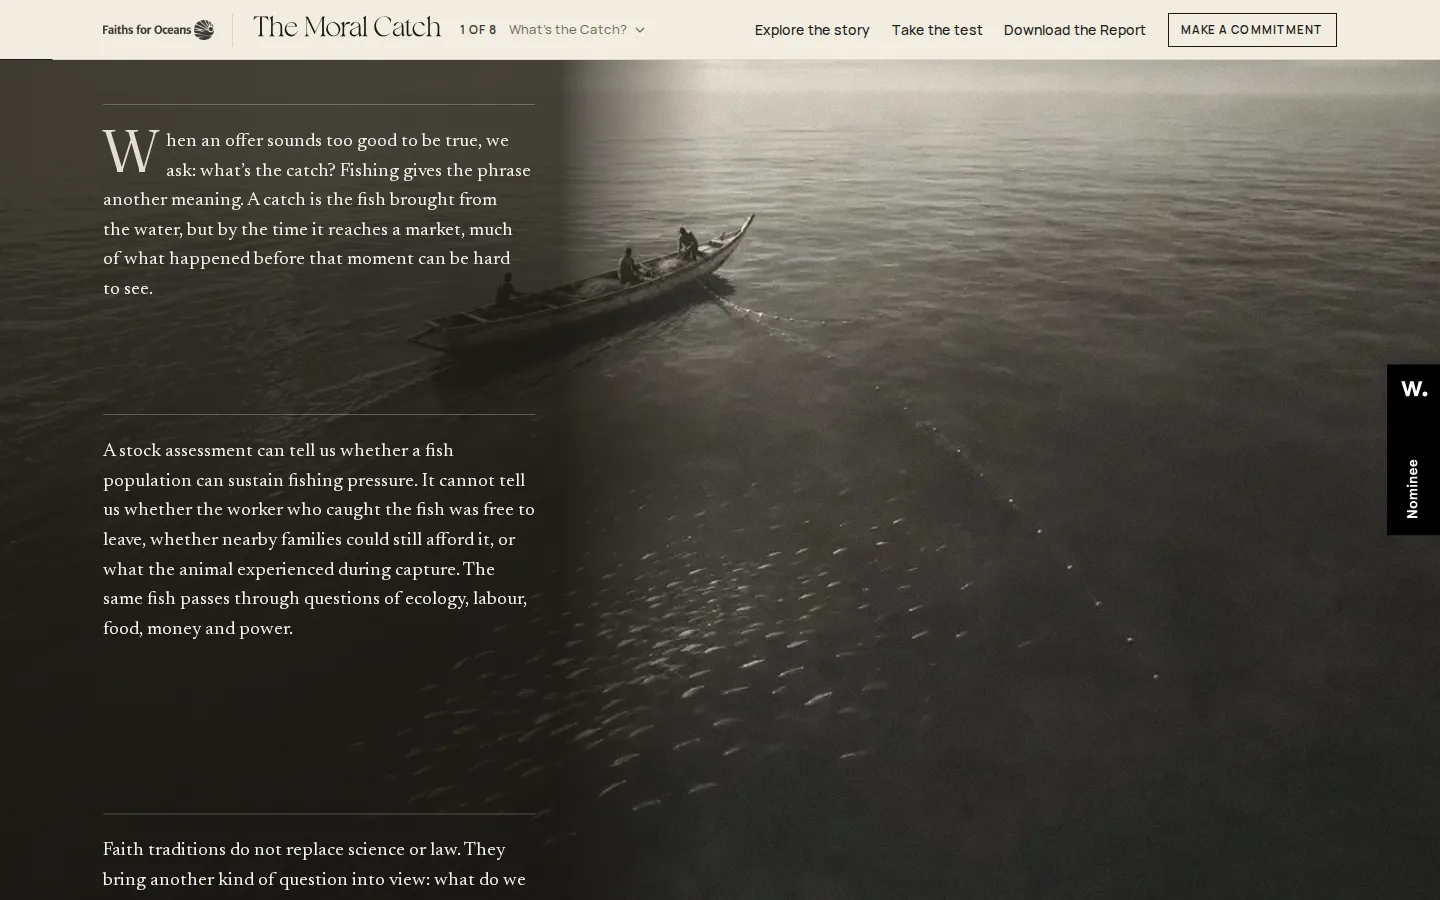 Faiths for Oceans
The Moral Catch
1 OF 8
What's the Catch?
Explore the story
Take the test
Download the Report
MAKE A COMMITMENT
When an offer sounds too good to be true, we
ask: what’s the catch? Fishing gives the phrase
another meaning. A catch is the fish brought from
the water, but by the time it reaches a market, much
of what happened before that moment can be hard
to see.
A stock assessment can tell us whether a fish
population can sustain fishing pressure. It cannot tell
us whether the worker who caught the fish was free to
leave, whether nearby families could still afford it, or
what the animal experienced during capture. The
same fish passes through questions of ecology, labour,
food, money and power.
Faith traditions do not replace science or law. They
bring another kind of question into view: what do we
W.
Nominee